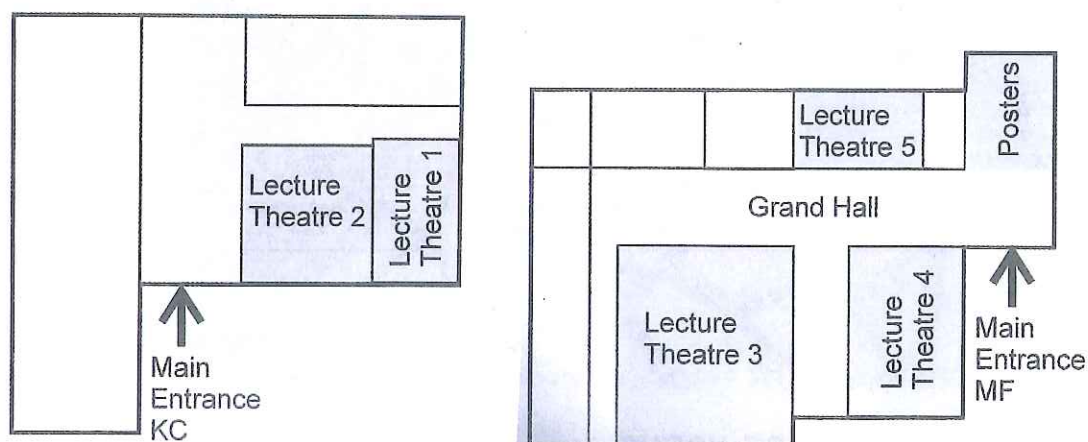 Lecture
Theatre 2
Lecture
Theatre 1
Main
Entrance
KC
Lecture
Theatre 5
Posters
Grand Hall
Lecture
Theatre 3
Lecture
Theatre 4
Main
Entrance
MF